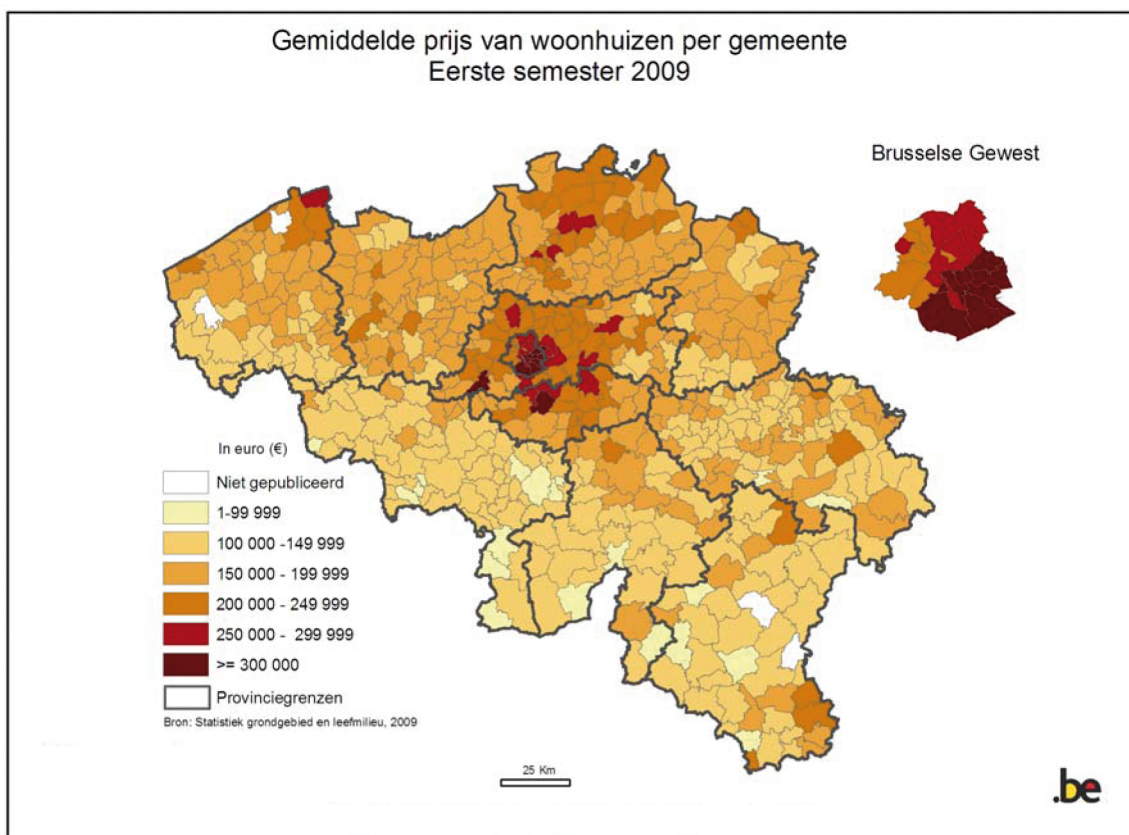 Gemiddelde prijs van woonhuizen per gemeente
Eerste semester 2009
Brusselse Gewest
In euro (€)
Niet gepubliceerd
1-99 999
100 000 -149 999
150 000 - 199 999
200 000 - 249 999
250 000 - 299 999
>= 300 000
Provinciegrenzen
Bron: Statistiek grondgebied en leefmilieu, 2009
25 Km
.be